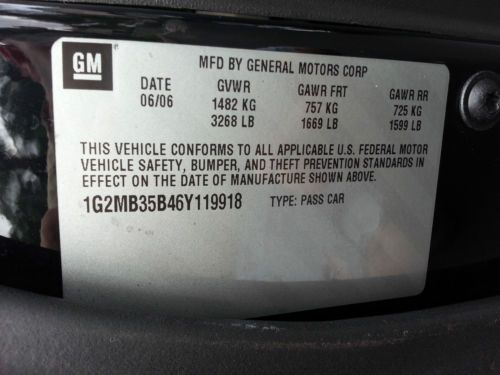 GM
MFD BY GENERAL MOTORS CORP
DATE GVWR GAWR FRT GAWR RR
06/06 1482 KG 757 KG 725 KG
3268 LB 1669 LB 1599 LB
THIS VEHICLE CONFORMS TO ALL APPLICABLE U.S. FEDERAL MOTOR
VEHICLE SAFETY, BUMPER, AND THEFT PREVENTION STANDARDS IN
EFFECT ON THE DATE OF MANUFACTURE SHOWN ABOVE.
1G2MB35B46Y119918 TYPE: PASS CAR